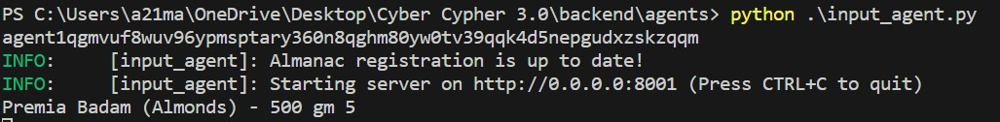 PS C:\Users\a21ma\OneDrive\Desktop\Cyber Cypher 3.0\backend\agents> python .\input_agent.py
agent1qgmvuf8wuv96ypmsptary360n8qghm80yw0tv39qqk4d5nepgudxzskzqqm
INFO:     [input_agent]: Almanac registration is up to date!
INFO:     [input_agent]: Starting server on http://0.0.0.0:8001 (Press CTRL+C to quit)
Premia Badam (Almonds) - 500 gm 5